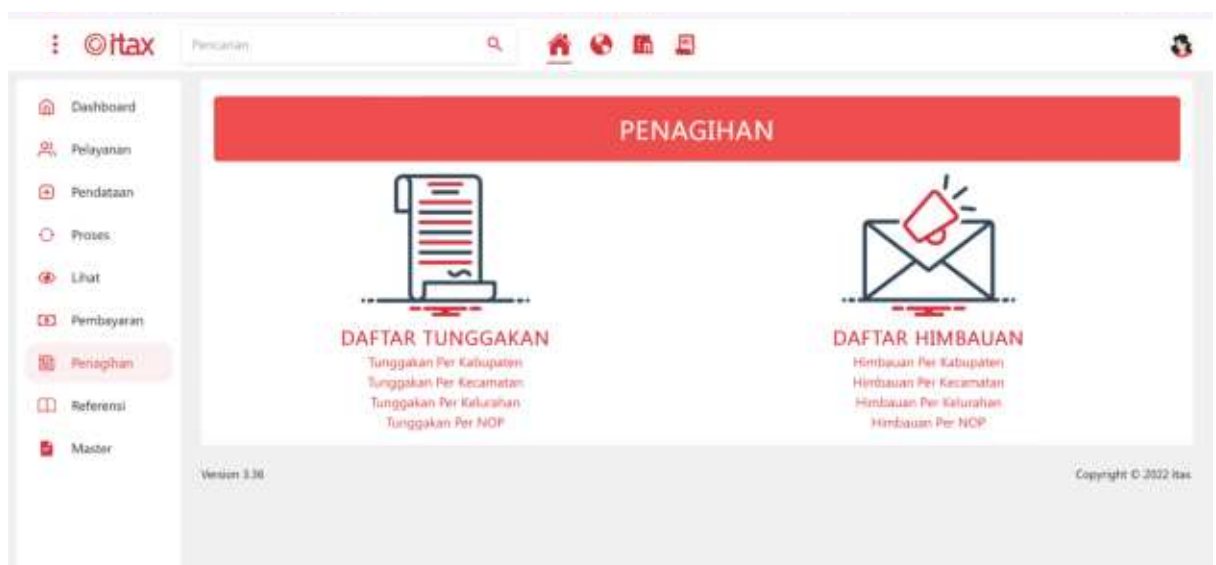 itax
Pencarian
Dashboard
Pelayanan
Pendataan
Proses
Lihat
Pembayaran
Penagihan
Referensi
Master
PENAGIHAN
DAFTAR TUNGGAKAN
Tunggakan Per Kabupaten
Tunggakan Per Kecamatan
Tunggakan Per Kelurahan
Tunggakan Per NOP
DAFTAR HIMBAUAN
Himbauan Per Kabupaten
Himbauan Per Kecamatan
Himbauan Per Kelurahan
Himbauan Per NOP
Version 3.36
Copyright © 2022 itax